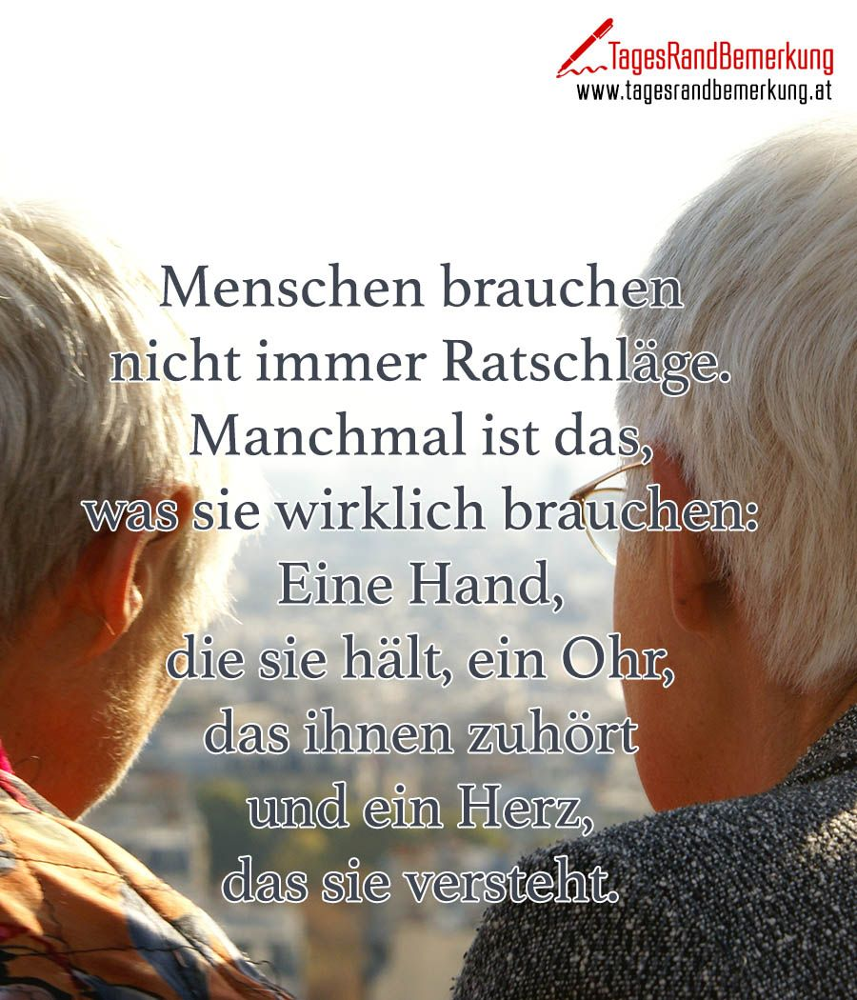 TagesRandBemerkung
www.tagesrandbemerkung.at
Menschen brauchen
nicht immer Ratschläge.
Manchmal ist das,
was sie wirklich brauchen:
Eine Hand,
die sie hält, ein Ohr,
das ihnen zuhört
und ein Herz,
das sie versteht.